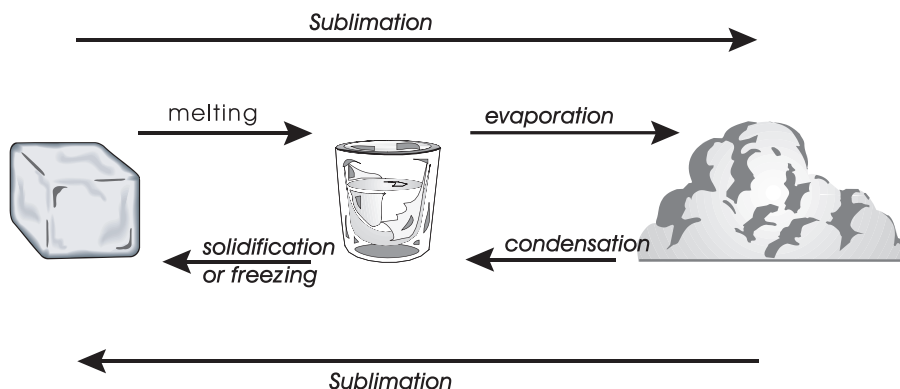 Sublimation
melting
evaporation
solidification
or freezing
condensation
Sublimation